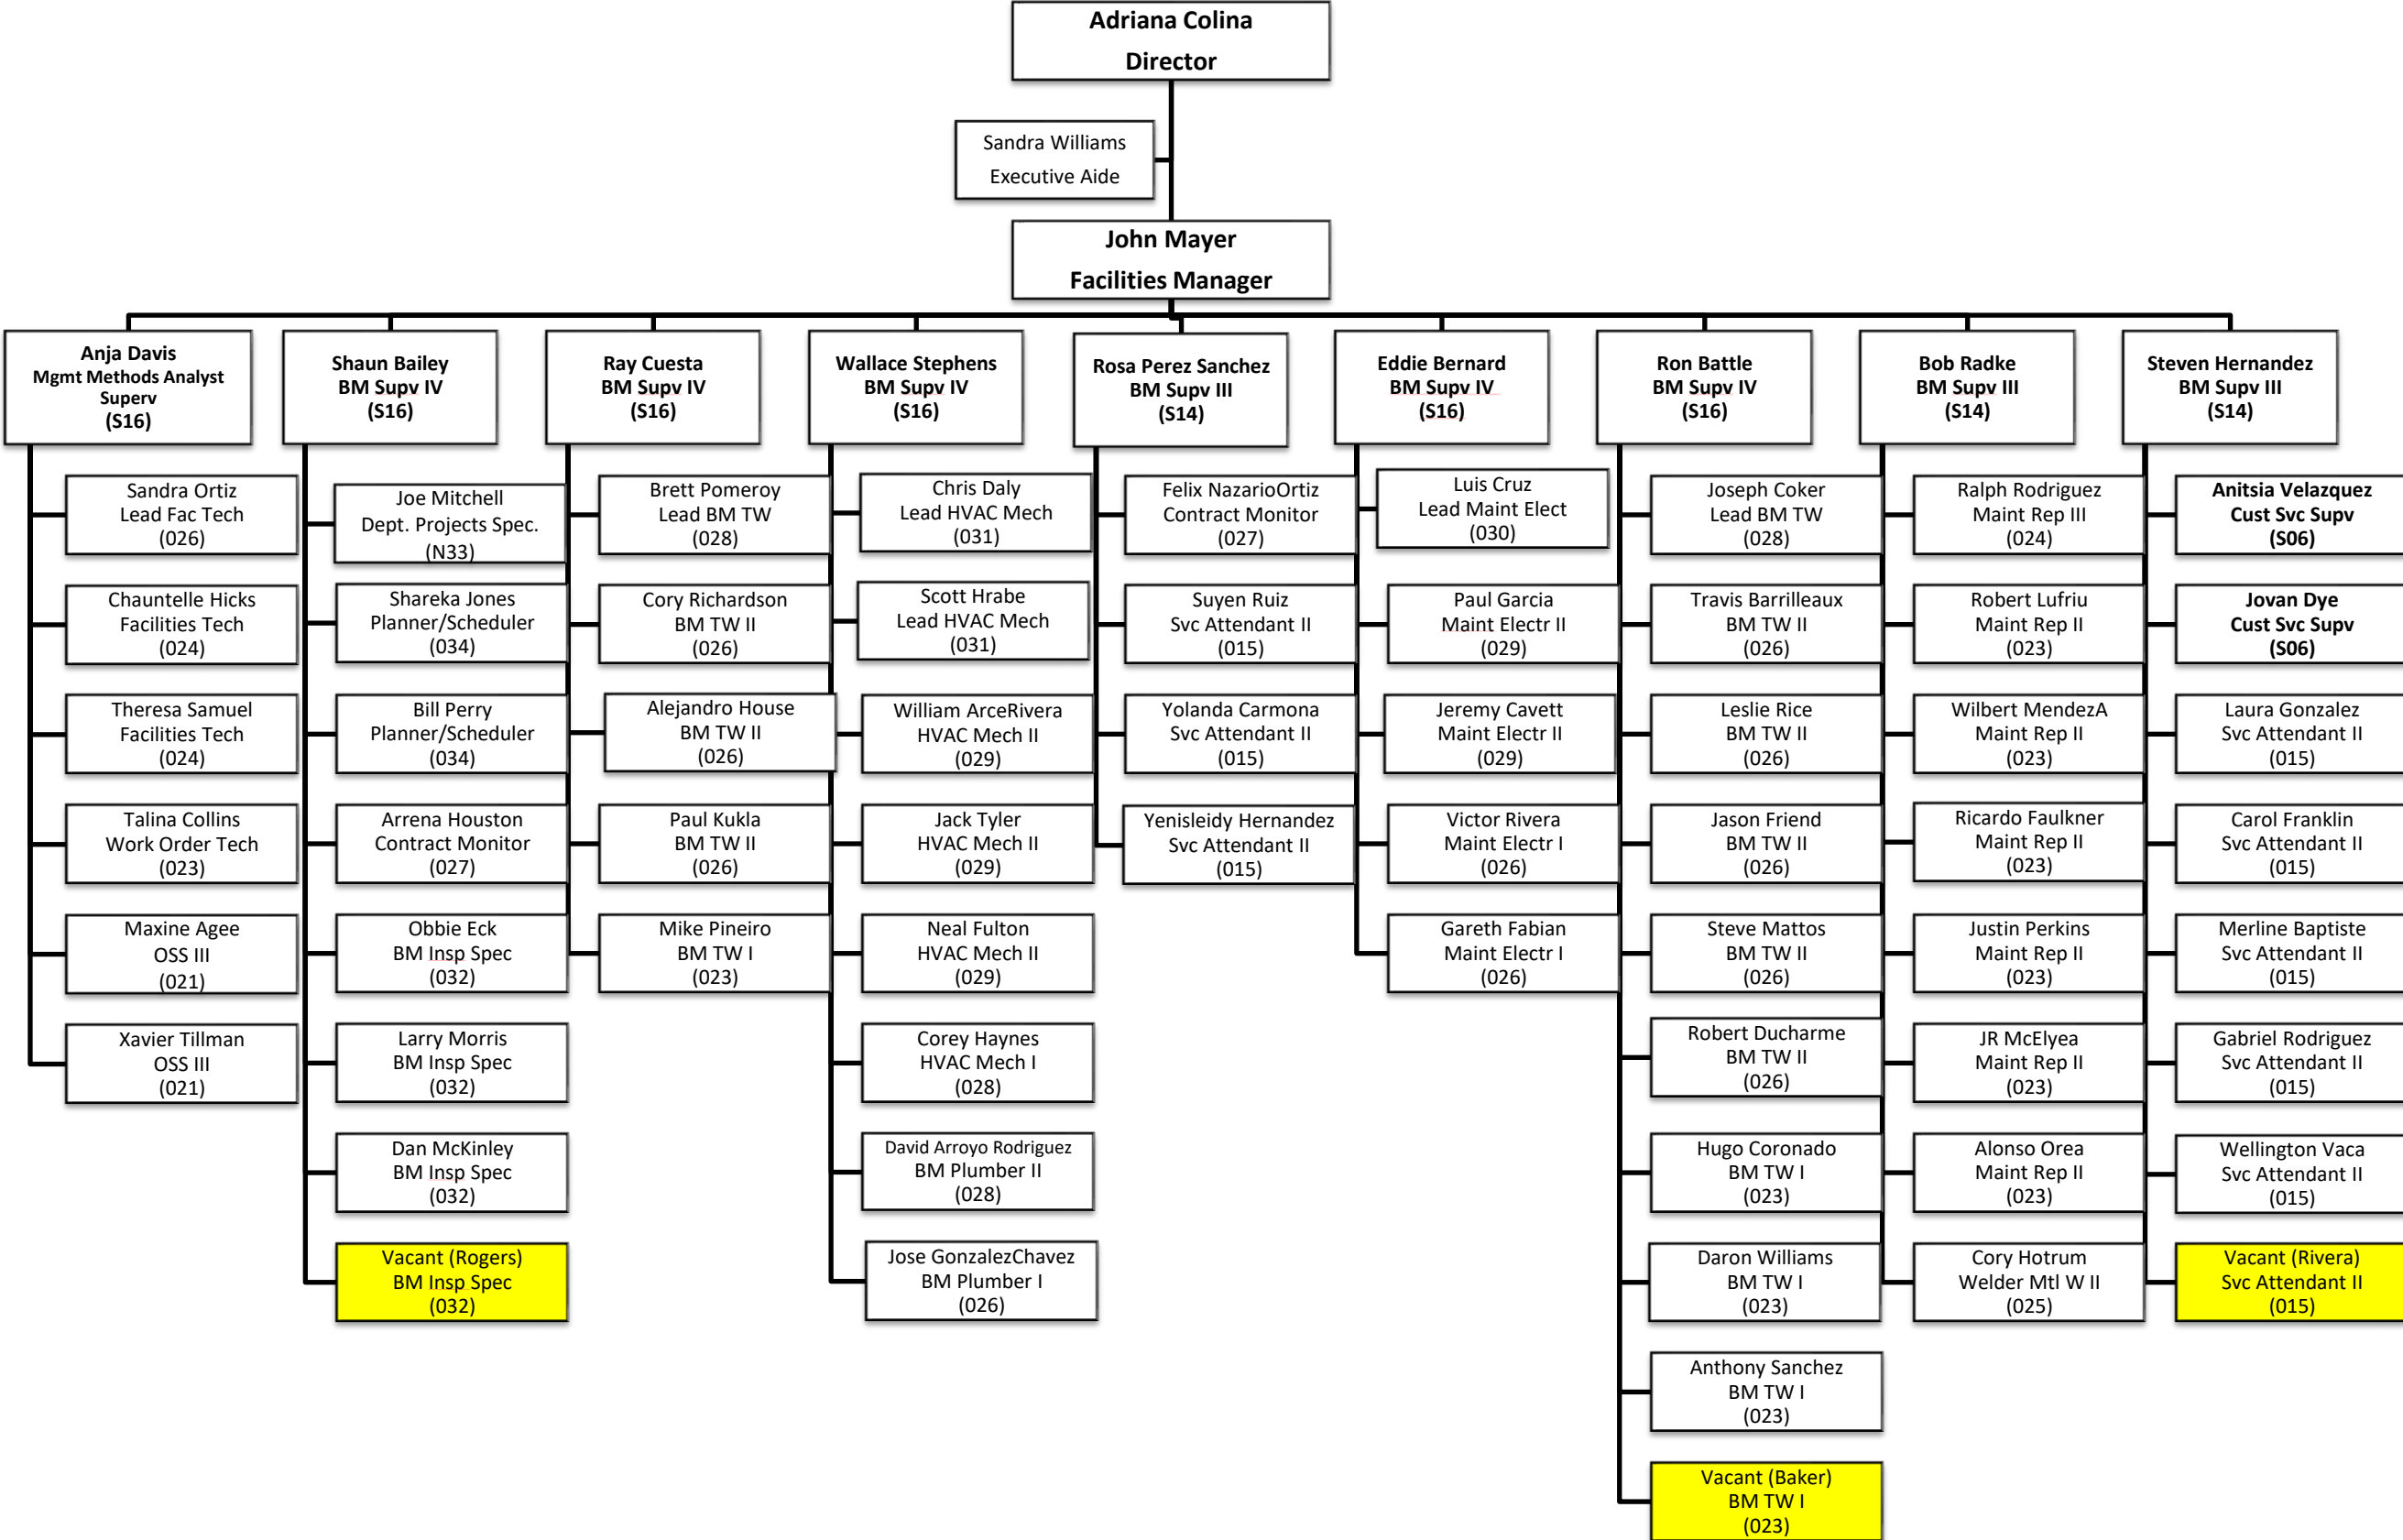 Adriana Colina
Director
Sandra Williams
Executive Aide
John Mayer
Facilities Manager
Anja Davis
Mgmt Methods Analyst
Superv
(S16)
Sandra Ortiz
Lead Fac Tech
(026)
Chauntelle Hicks
Facilities Tech
(024)
Theresa Samuel
Facilities Tech
(024)
Talina Collins
Work Order Tech
(023)
Maxine Agee
OSS III
(021)
Xavier Tillman
OSS III
(021)
Shaun Bailey
BM Supv IV
(S16)
Joe Mitchell
Dept. Projects Spec.
(N33)
Shareka Jones
Planner/Scheduler
(034)
Bill Perry
Planner/Scheduler
(034)
Arrena Houston
Contract Monitor
(027)
Obbie Eck
BM Insp Spec
(032)
Larry Morris
BM Insp Spec
(032)
Dan McKinley
BM Insp Spec
(032)
Vacant (Rogers)
BM Insp Spec
(032)
Ray Cuesta
BM Supv IV
(S16)
Brett Pomeroy
Lead BM TW
(028)
Cory Richardson
BM TW II
(026)
Alejandro House
BM TW II
(026)
Paul Kukla
BM TW II
(026)
Mike Pineiro
BM TW I
(023)
Wallace Stephens
BM Supv IV
(S16)
Chris Daly
Lead HVAC Mech
(031)
Scott Hrabe
Lead HVAC Mech
(031)
William ArceRivera
HVAC Mech II
(029)
Jack Tyler
HVAC Mech II
(029)
Neal Fulton
HVAC Mech II
(029)
Corey Haynes
HVAC Mech I
(028)
David Arroyo Rodriguez
BM Plumber II
(028)
Jose GonzalezChavez
BM Plumber I
(026)
Rosa Perez Sanchez
BM Supv III
(S14)
Felix NazarioOrtiz
Contract Monitor
(027)
Suyen Ruiz
Svc Attendant II
(015)
Yolanda Carmona
Svc Attendant II
(015)
Yenisleidy Hernandez
Svc Attendant II
(015)
Eddie Bernard
BM Supv IV
(S16)
Luis Cruz
Lead Maint Elect
(030)
Paul Garcia
Maint Electr II
(029)
Jeremy Cavett
Maint Electr II
(029)
Victor Rivera
Maint Electr I
(026)
Gareth Fabian
Maint Electr I
(026)
Ron Battle
BM Supv IV
(S16)
Joseph Coker
Lead BM TW
(028)
Travis Barrilleaux
BM TW II
(026)
Leslie Rice
BM TW II
(026)
Jason Friend
BM TW II
(026)
Steve Mattos
BM TW II
(026)
Robert Ducharme
BM TW II
(026)
Hugo Coronado
BM TW I
(023)
Daron Williams
BM TW I
(023)
Anthony Sanchez
BM TW I
(023)
Vacant (Baker)
BM TW I
(023)
Bob Radke
BM Supv III
(S14)
Ralph Rodriguez
Maint Rep III
(024)
Robert Lufriu
Maint Rep II
(023)
Wilbert MendezA
Maint Rep II
(023)
Ricardo Faulkner
Maint Rep II
(023)
Justin Perkins
Maint Rep II
(023)
JR McElyea
Maint Rep II
(023)
Alonso Orea
Maint Rep II
(023)
Cory Hotrum
Welder Mtl W II
(025)
Steven Hernandez
BM Supv III
(S14)
Anitsia Velazquez
Cust Svc Supv
(S06)
Jovan Dye
Cust Svc Supv
(S06)
Laura Gonzalez
Svc Attendant II
(015)
Carol Franklin
Svc Attendant II
(015)
Merline Baptiste
Svc Attendant II
(015)
Gabriel Rodriguez
Svc Attendant II
(015)
Wellington Vaca
Svc Attendant II
(015)
Vacant (Rivera)
Svc Attendant II
(015)